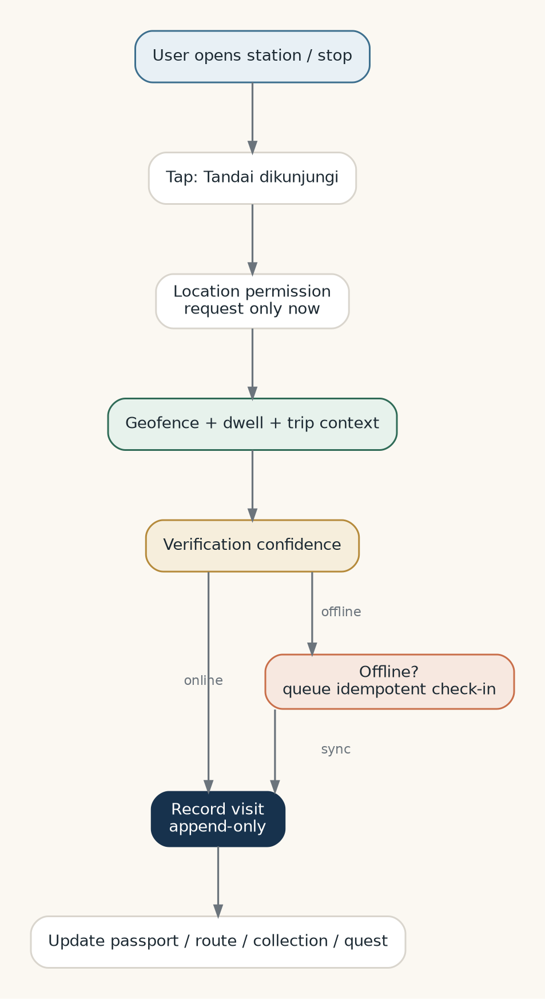 User opens station / stop
Tap: Tandai dikunjungi
Location permission
request only now
Geofence + dwell + trip context
Verification confidence
offline
Offline?
queue idempotent check-in
online
sync
Record visit
append-only
Update passport / route / collection / quest